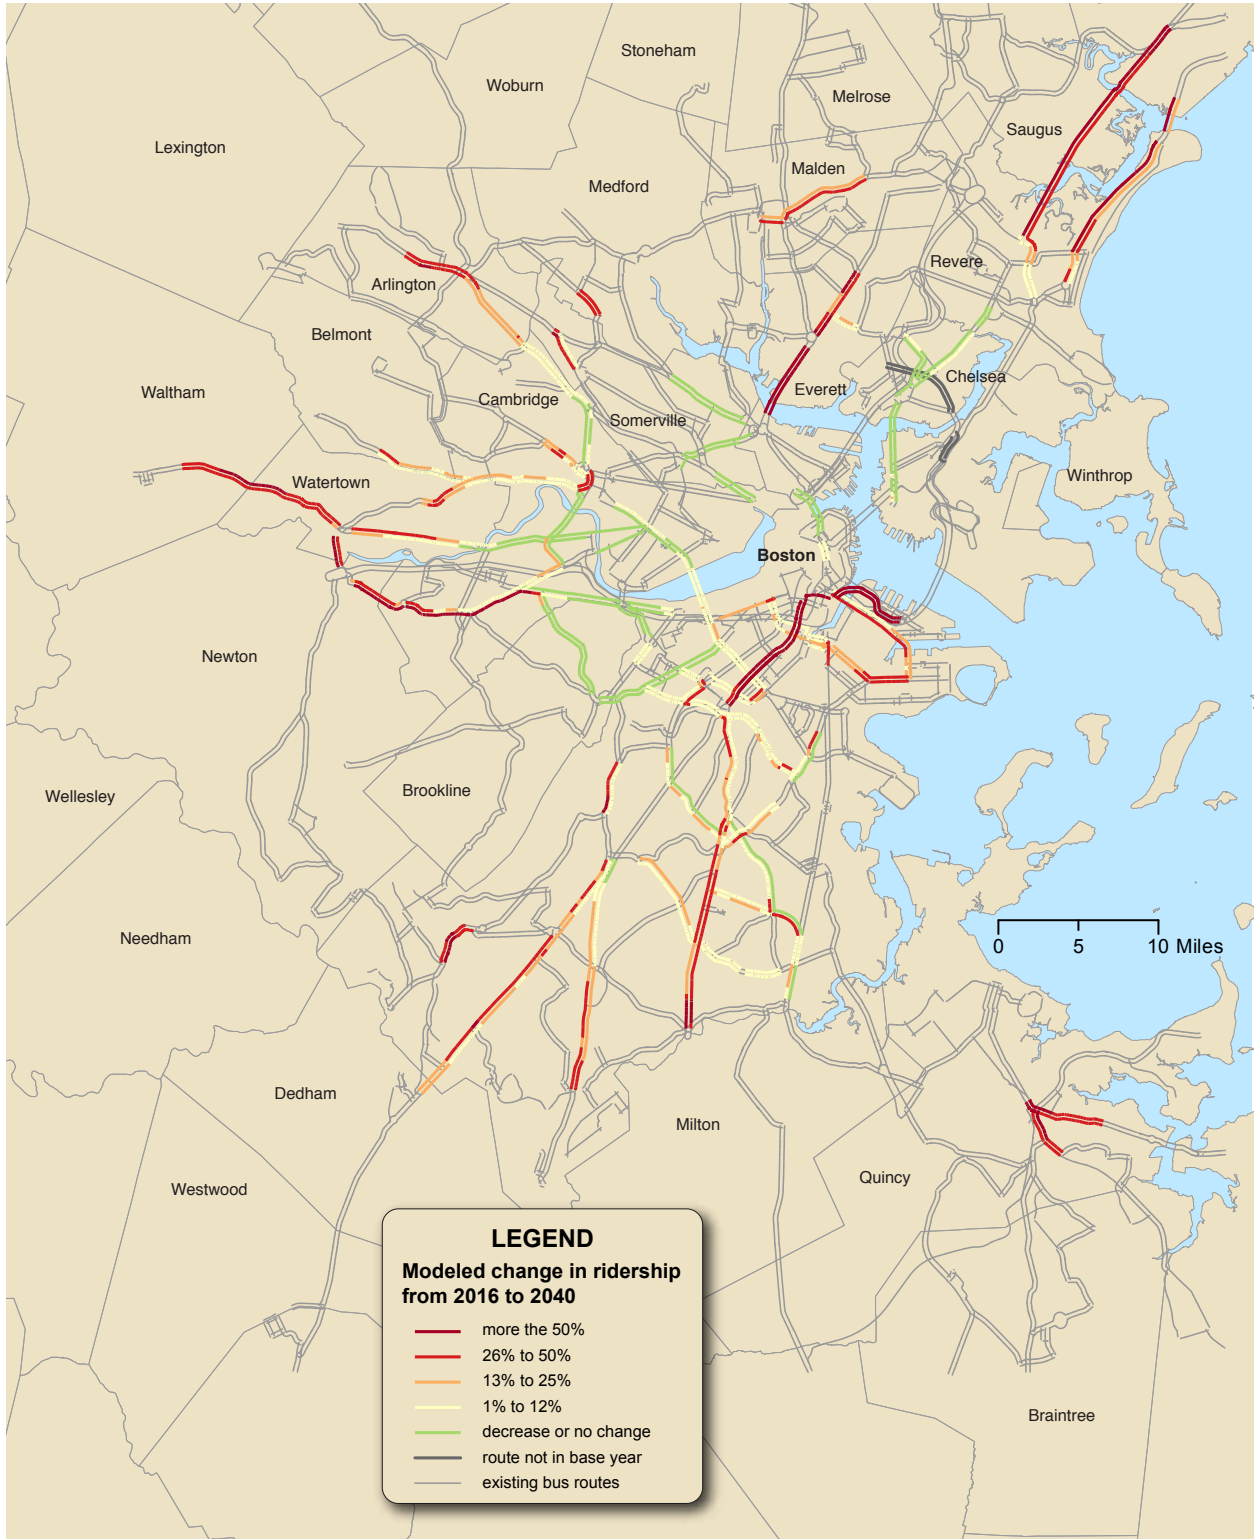 Stoneham
Woburn
Melrose
Saugus
Lexington
Malden
Medford
Revere
Arlington
Belmont
Chelsea
Waltham
Everett
Cambridge
Somerville
Winthrop
Watertown
Boston
Newton
Brookline
Wellesley
Needham
0 5 10 Miles
Dedham
Milton
Quincy
Westwood
LEGEND
Modeled change in ridership
from 2016 to 2040
more the 50%
26% to 50%
13% to 25%
1% to 12%
decrease or no change
route not in base year
existing bus routes
Braintree